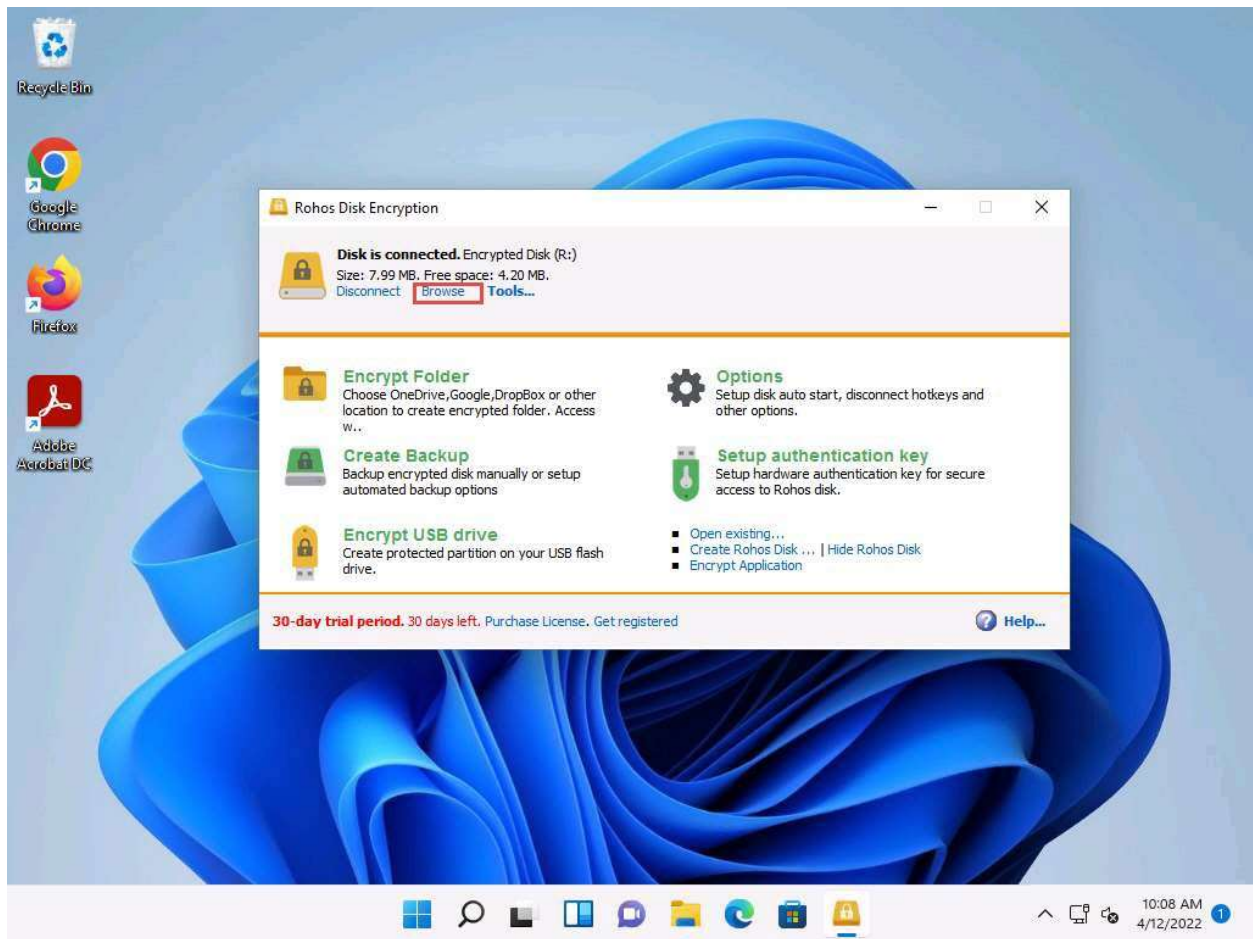 Recycle Bin
Google
Chrome
Firefox
Adobe
Acrobat DC
Rohos Disk Encryption
Disk is connected. Encrypted Disk (R:)
Size: 7.99 MB. Free space: 4.20 MB.
Disconnect Browse Tools...
Encrypt Folder
Choose OneDrive,Google,DropBox or other
location to create encrypted folder. Access
w..
Options
Setup disk auto start, disconnect hotkeys and
other options.
Create Backup
Backup encrypted disk manually or setup
automated backup options
Setup authentication key
Setup hardware authentication key for secure
access to Rohos disk.
Encrypt USB drive
Create protected partition on your USB flash
drive.
Open existing...
Create Rohos Disk ... | Hide Rohos Disk
Encrypt Application
30-day trial period. 30 days left. Purchase License. Get registered
Help...
10:08 AM
4/12/2022
1